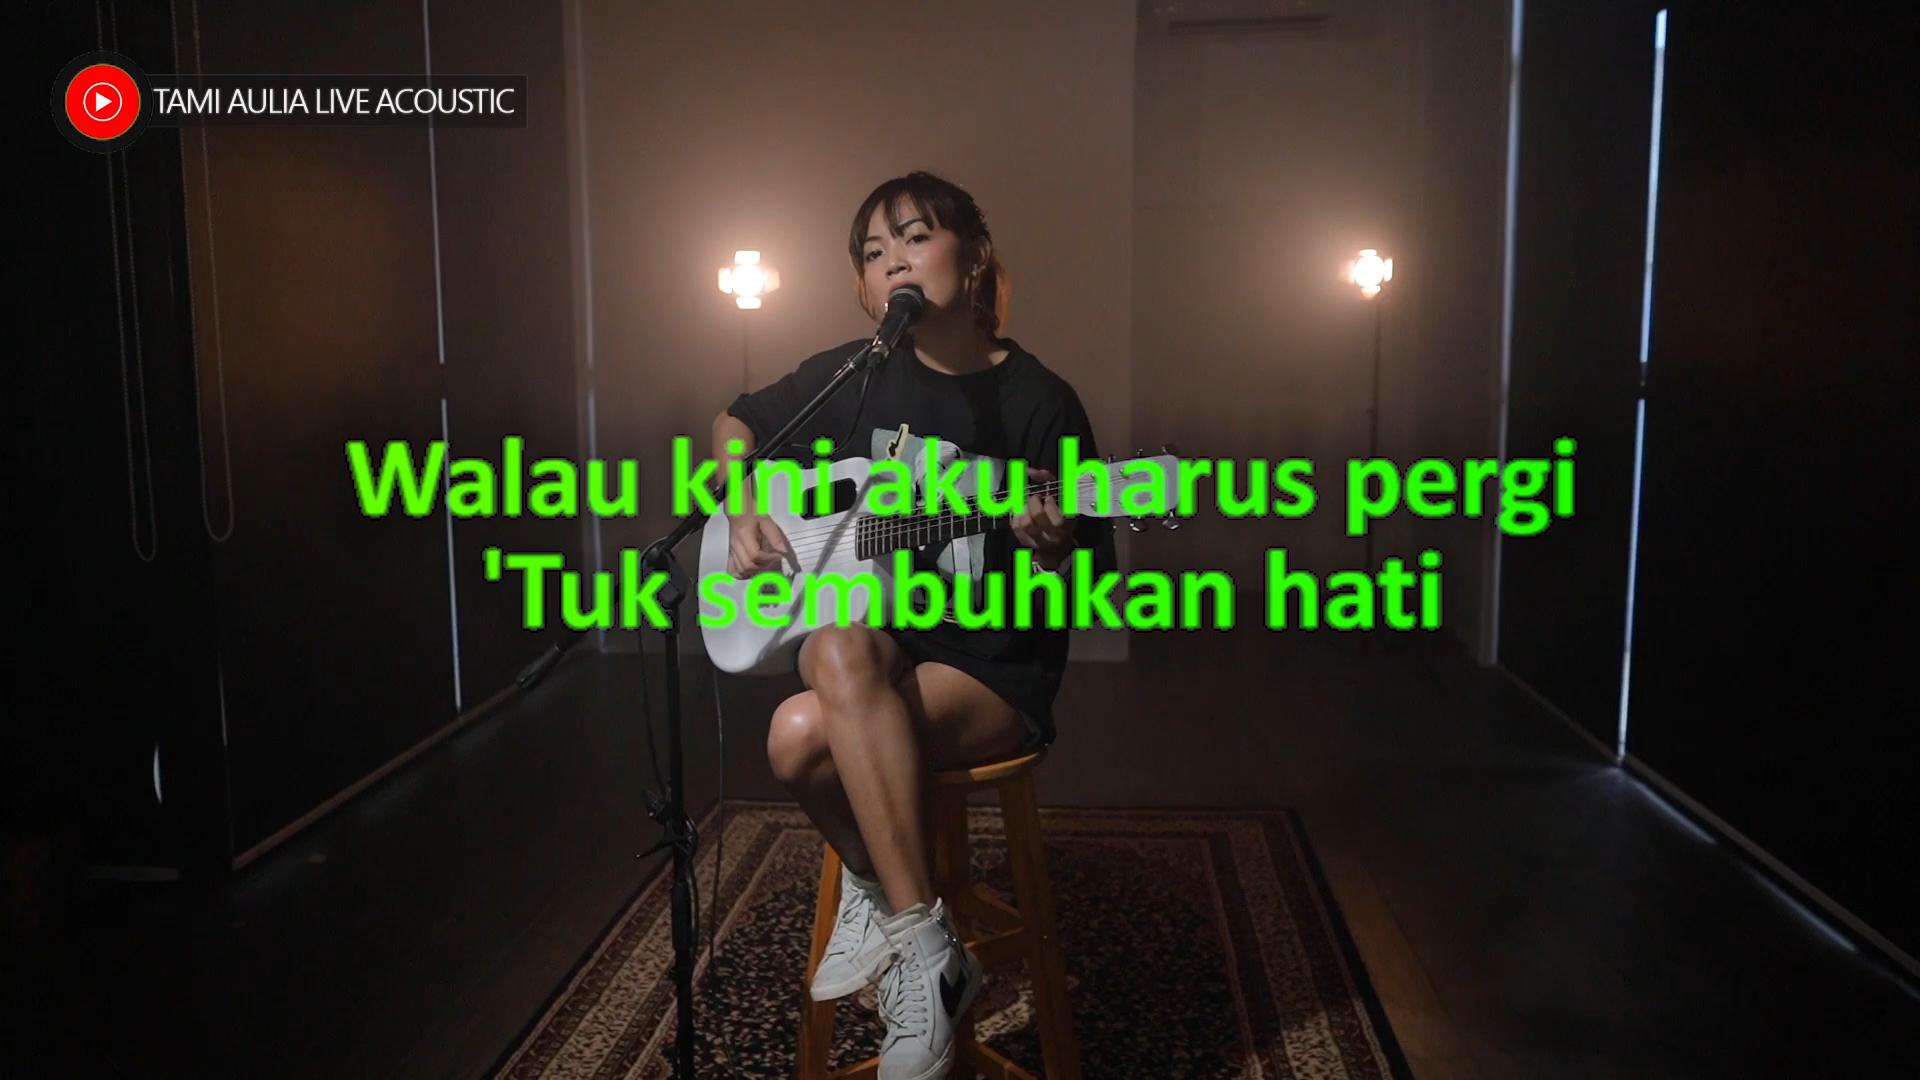 TAMI AULIA LIVE ACOUSTIC
Walau kini aku harus pergi
'Tuk sembuhkan hati